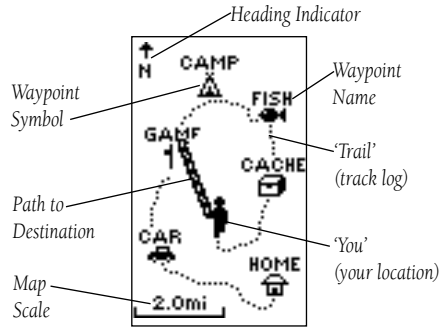 Heading Indicator
N
CAMP
Waypoint
Symbol
Waypoint
Name
FISH
GAME
'Trail'
(track log)
CACHE
Path to
Destination
CAR
'You'
(your location)
HOME
Map
Scale
2.0mi